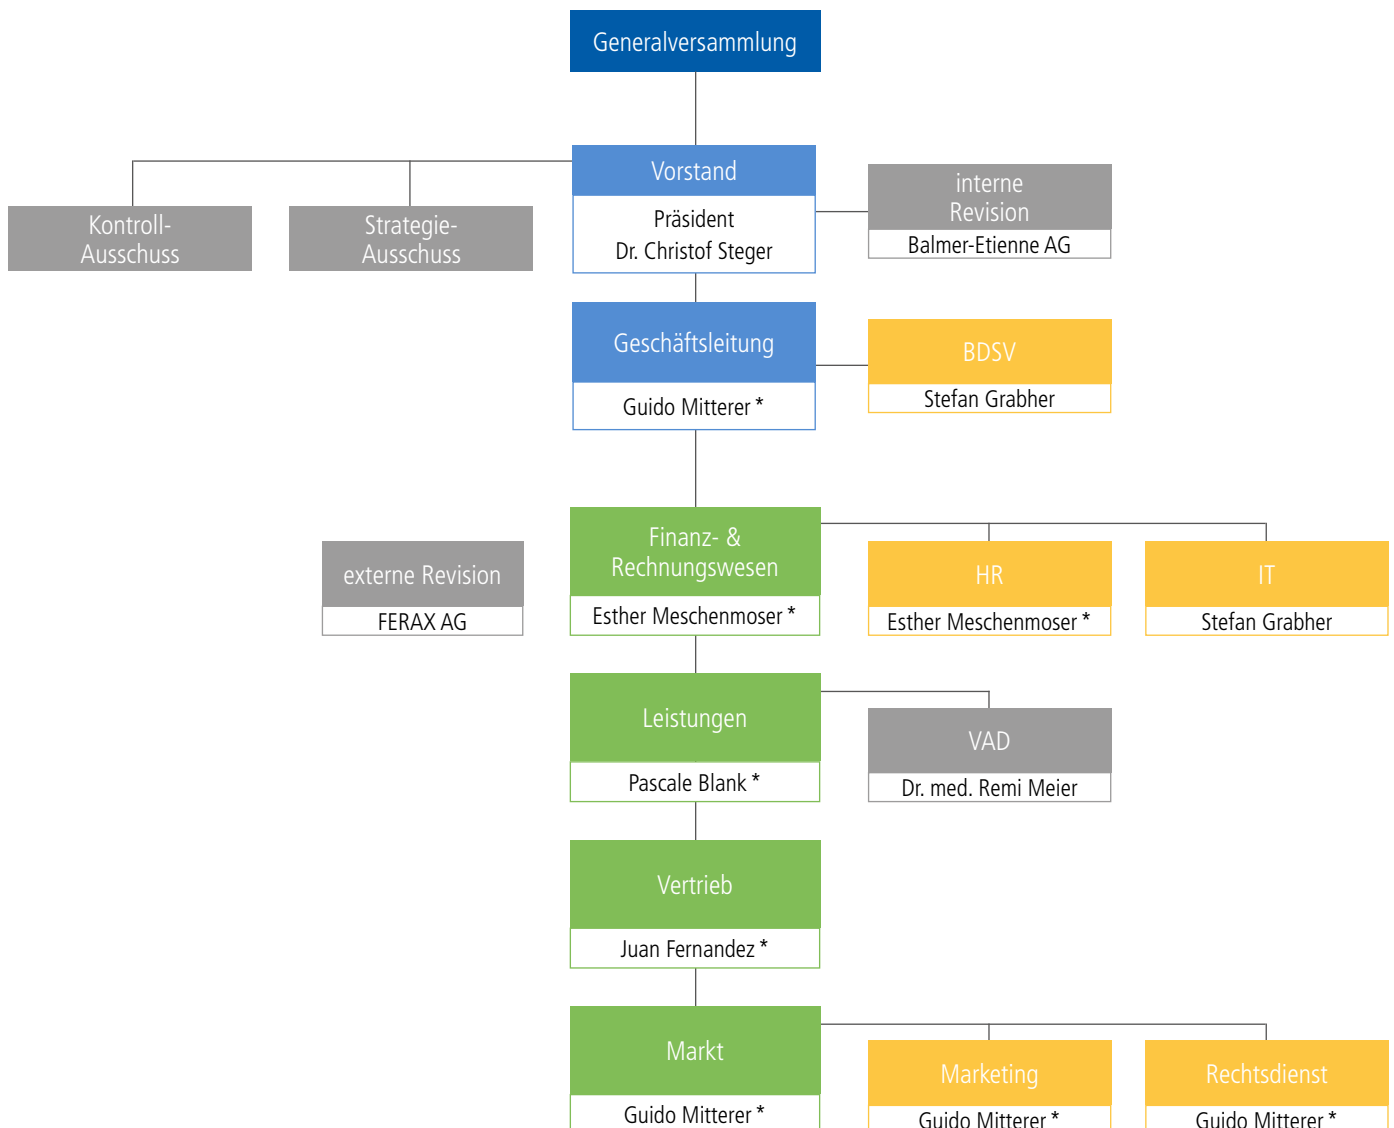 Generalversammlung
Vorstand
Präsident
Dr. Christof Steger
interne
Revision
Balmer-Etienne AG
Kontroll-
Ausschuss
Strategie-
Ausschuss
Geschäftsleitung
Guido Mitterer *
BDSV
Stefan Grabher
Finanz- &
Rechnungswesen
Esther Meschenmoser *
externe Revision
FERAX AG
HR
Esther Meschenmoser *
IT
Stefan Grabher
Leistungen
Pascale Blank *
VAD
Dr. med. Remi Meier
Vertrieb
Juan Fernandez *
Markt
Guido Mitterer *
Marketing
Guido Mitterer *
Rechtsdienst
Guido Mitterer *